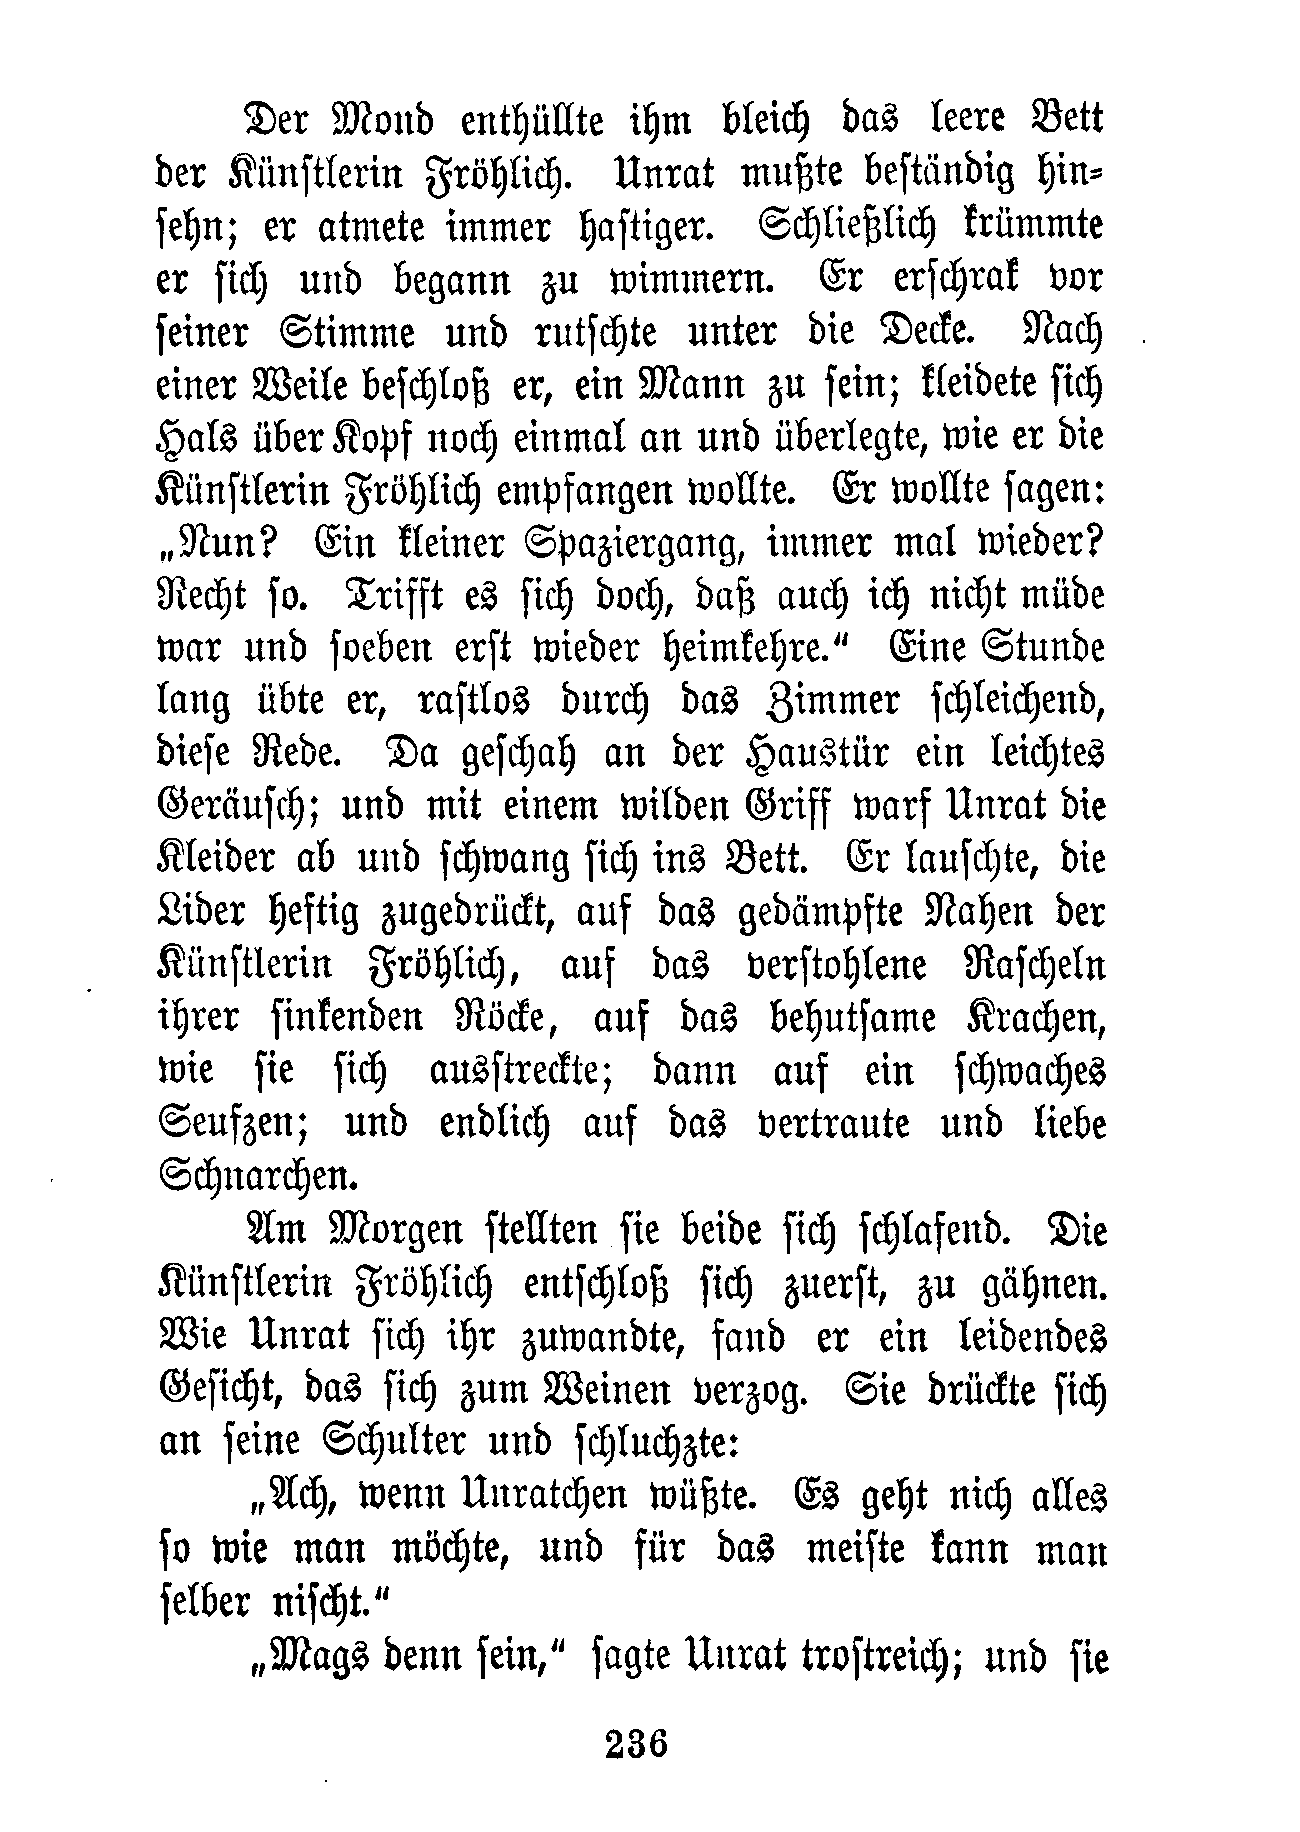 Der Mond enthüllte ihm bleich das leere Bett
der Künſtlerin Fröhlich. Unrat mußte beſtändig hin⸗
ſehn; er atmete immer haſtiger. Schließlich krümmte
er ſich und begann zu wimmern. Er erſchrak vor
ſeiner Stimme und rutſchte unter die Decke. Nach
einer Weile beſchloß er, ein Mann zu ſein; kleidete ſich
Hals über Kopf noch einmal an und überlegte, wie er die
Künſtlerin Fröhlich empfangen wollte. Er wollte ſagen:
„Nun? Ein kleiner Spaziergang, immer mal wieder?
Recht ſo. Trifft es ſich doch, daß auch ich nicht müde
war und ſoeben erſt wieder heimkehre.“ Eine Stunde
lang übte er, raſtlos durch das Zimmer ſchleichend,
dieſe Rede. Da geſchah an der Haustür ein leichtes
Geräuſch; und mit einem wilden Griff warf Unrat die
Kleider ab und ſchwang ſich ins Bett. Er lauſchte, die
Lider heftig zugedrückt, auf das gedämpfte Nahen der
Künſtlerin Fröhlich, auf das verſtohlene Raſcheln
ihrer ſinkenden Röcke, auf das behutſame Krachen,
wie ſie ſich ausſtreckte; dann auf ein ſchwaches
Seufzen; und endlich auf das vertraute und liebe
Schnarchen.
Am Morgen ſtellten ſie beide ſich ſchlafend. Die
Künſtlerin Fröhlich entſchloß ſich zuerſt, zu gähnen.
Wie Unrat ſich ihr zuwandte, fand er ein leidendes
Geſicht, das ſich zum Weinen verzog. Sie drückte ſich
an ſeine Schulter und ſchluchzte:
„Ach, wenn Unratchen wüßte. Es geht nich alles
ſo wie man möchte, und für das meiſte kann man
ſelber niſcht.“
„Mags denn ſein,“ ſagte Unrat troſtreich; und ſie
236